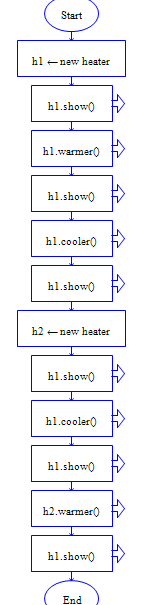 Start
h1 ← new heater
h1.show()
h1.warmer()
h1.show()
h1.cooler()
h1.show()
h2 ← new heater
h1.show()
h1.cooler()
h1.show()
h2.warmer()
h1.show()
End